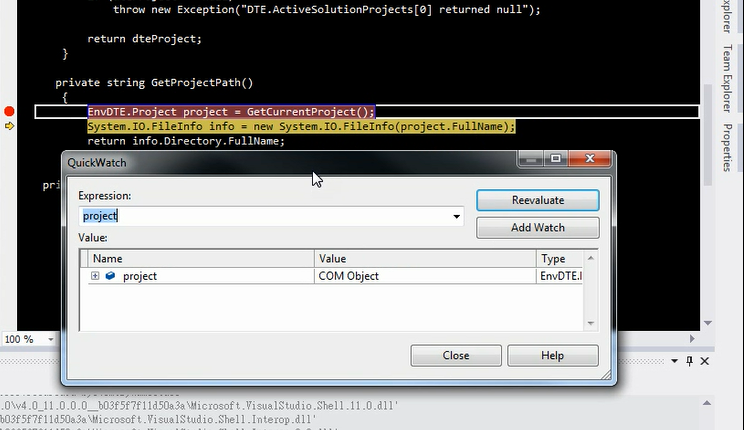 throw new Exception("DTE.ActiveSolutionProjects[0] returned null");
return dteProject;
}
private string GetProjectPath()
{
EnvDTE.Project project = GetCurrentProject();
System.IO.FileInfo info = new System.IO.FileInfo(project.FullName);
return info.Directory.FullName;
pri
QuickWatch
Expression:
project
Reevaluate
Add Watch
Value:
Name Value Type
project COM Object EnvDTE.
Close Help
100 %
.0\v4.0_11.0.0.0__b03f5f7f11d50a3a\Microsoft.VisualStudio.Shell.11.0.dll'
b03f5f7f11d50a3a\Microsoft.VisualStudio.Shell.Interop.dll'
xplorer
Team Explorer
Properties